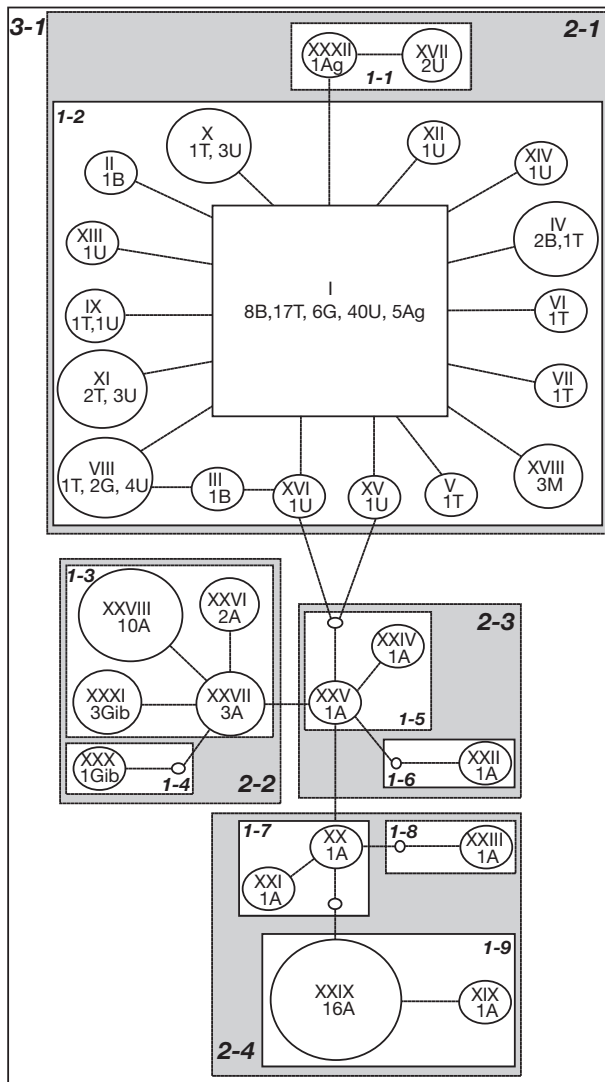 3-1
2-1
XXXII
1Ag
XVII
2U
1-1
1-2
X
1T, 3U
XII
1U
II
1B
XIV
1U
XIII
1U
IV
2B,1T
I
8B,17T, 6G, 40U, 5Ag
IX
1T,1U
VI
1T
XI
2T, 3U
VII
1T
VIII
1T, 2G, 4U
III
1B
XVI
1U
XV
1U
V
1T
XVIII
3M
1-3
XXVIII
10A
XXVI
2A
2-3
XXIV
1A
XXXI
3Gib
XXVII
3A
XXV
1A
1-5
XXX
1Gib
1-4
2-2
1-6
XXII
1A
1-7
XX
1A
1-8
XXIII
1A
XXI
1A
1-9
XXIX
16A
XIX
1A
2-4